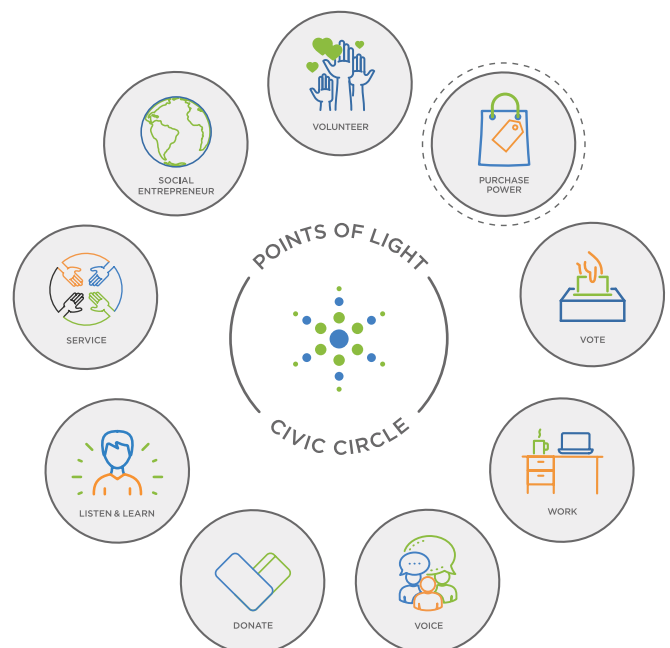 VOLUNTEER
PURCHASE
POWER
VOTE
WORK
VOICE
DONATE
LISTEN & LEARN
SERVICE
SOCIAL
ENTREPRENEUR
POINTS OF LIGHT
CIVIC CIRCLE